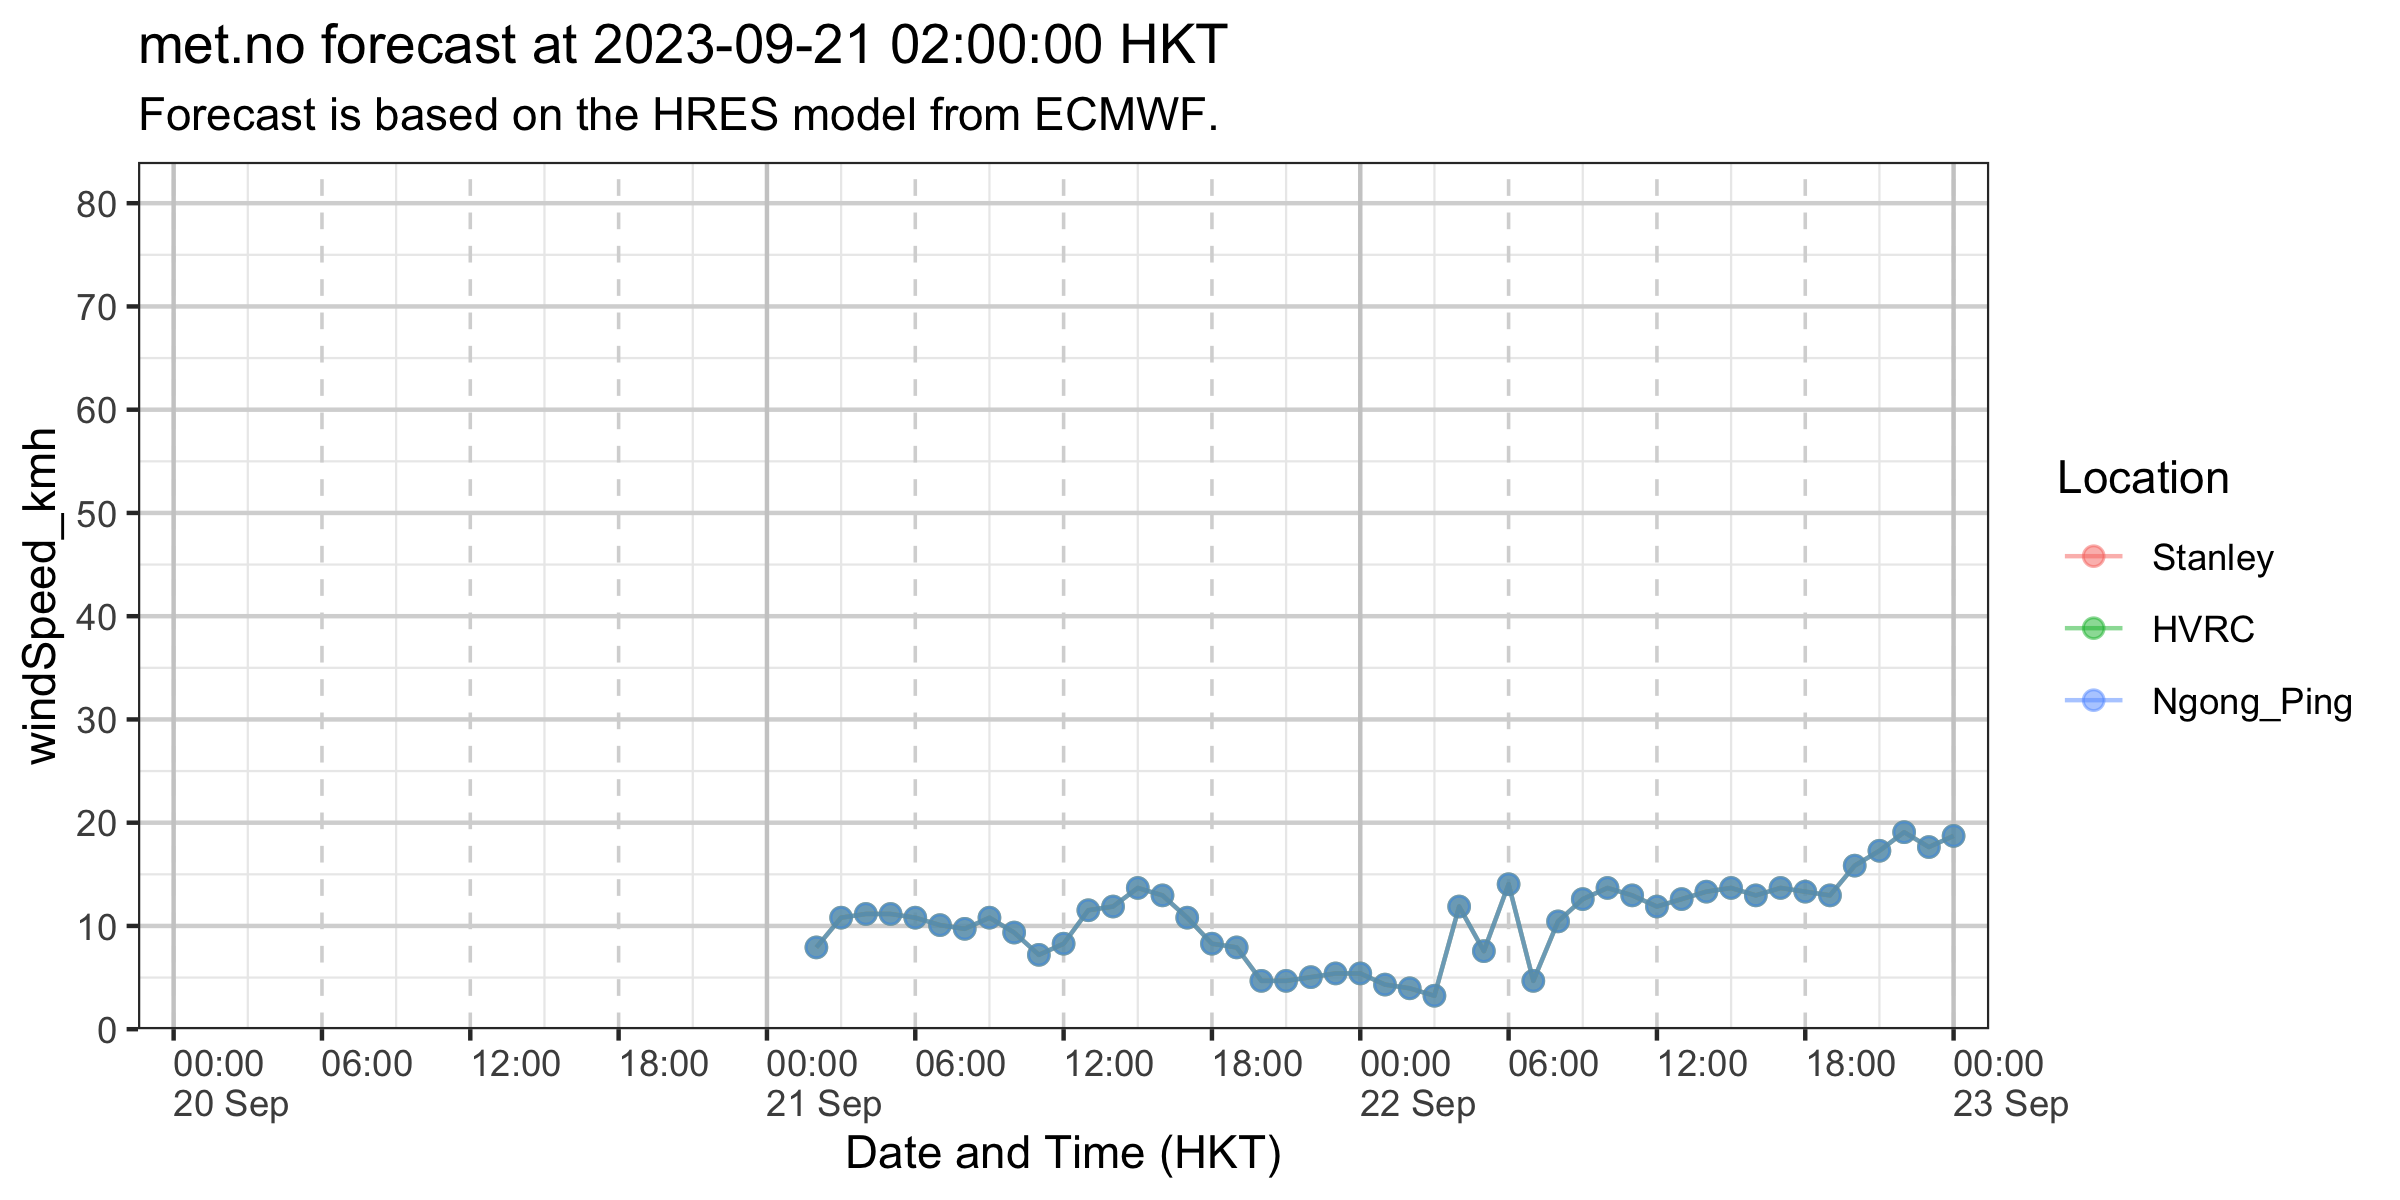 met.no forecast at 2023-09-21 02:00:00 HKT
Forecast is based on the HRES model from ECMWF.
windSpeed_kmh
80
70
60
50
40
30
20
10
0
00:00 06:00 12:00 18:00 00:00 06:00 12:00 18:00 00:00 06:00 12:00 18:00 00:00
20 Sep 21 Sep 22 Sep 23 Sep
Date and Time (HKT)
Location
Stanley
HVRC
Ngong_Ping